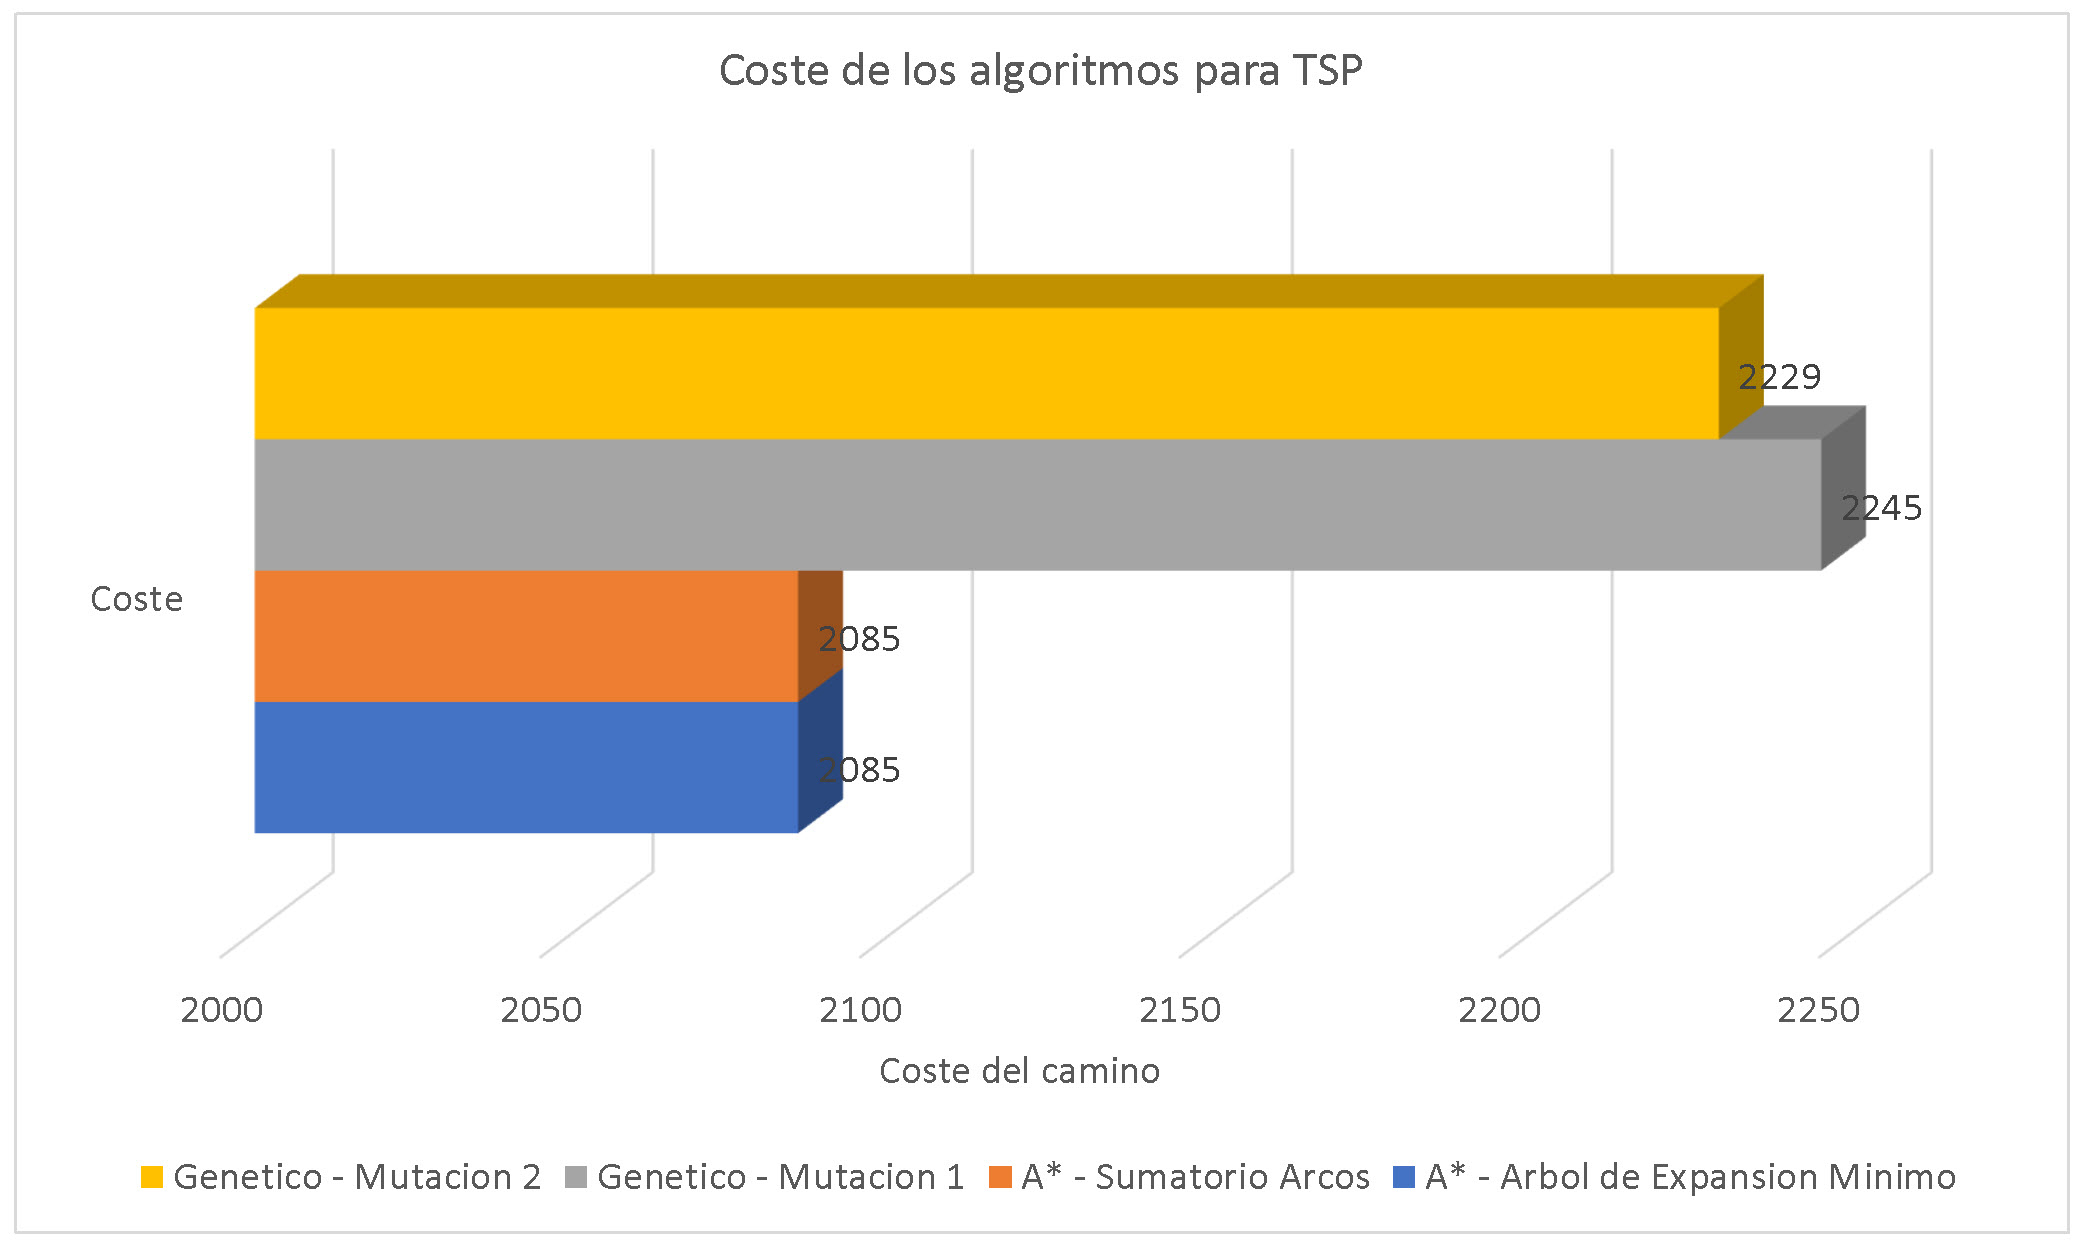 Coste de los algoritmos para TSP
2229
2245
Coste
2085
2085
2000 2050 2100 2150 2200 2250
Coste del camino
Genetico - Mutacion 2 Genetico - Mutacion 1 A* - Sumatorio Arcos A* - Arbol de Expansion Minimo